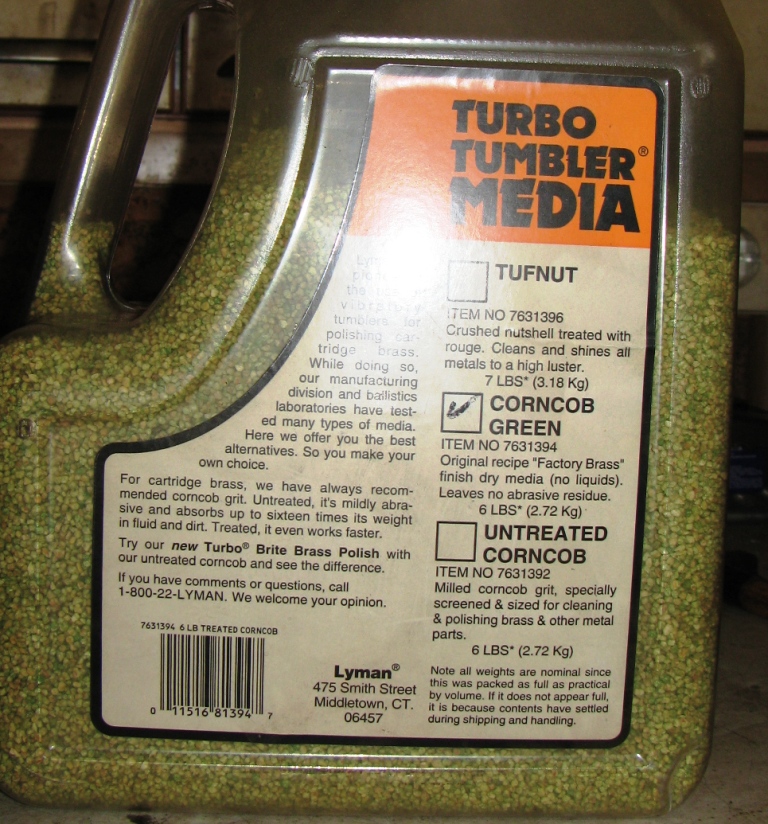 TURBO
TUMBLER®
MEDIA
Lyman
the
vibratory
tumblers for
polishing car-
tridge brass.
While doing so,
our manufacturing
division and ballistics
laboratories have test-
ed many types of media.
Here we offer you the best
alternatives. So you make your
own choice.
For cartridge brass, we have always recom-
mended corncob grit. Untreated, it's mildly abra-
sive and absorbs up to sixteen times its weight
in fluid and dirt. Treated, it even works faster.
Try our new Turbo® Brite Brass Polish with
our untreated corncob and see the difference.
If you have comments or questions, call
1-800-22-LYMAN. We welcome your opinion.
7631394 6 LB TREATED CORNCOB
0 11516 81394 7
Lyman®
475 Smith Street
Middletown, CT.
06457
TUFNUT
ITEM NO 7631396
Crushed nutshell treated with
rouge. Cleans and shines all
metals to a high luster.
7 LBS* (3.18 Kg)
CORNCOB
GREEN
ITEM NO 7631394
Original recipe "Factory Brass"
finish dry media (no liquids).
Leaves no abrasive residue.
6 LBS* (2.72 Kg)
UNTREATED
CORNCOB
ITEM NO 7631392
Milled corncob grit, specially
screened & sized for cleaning
& polishing brass & other metal
parts.
6 LBS* (2.72 Kg)
Note all weights are nominal since
this was packed as full as practical
by volume. If it does not appear full,
it is because contents have settled
during shipping and handling.